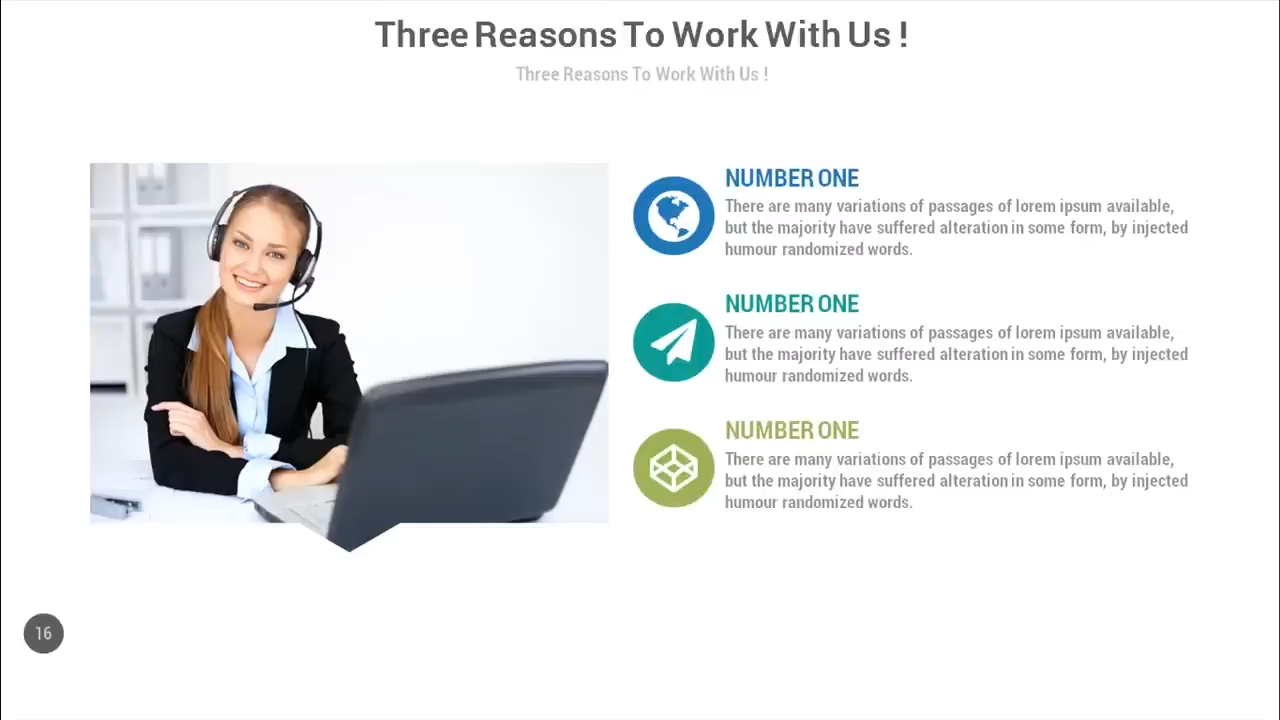 Three Reasons To Work With Us !
Three Reasons To Work With Us !
NUMBER ONE
There are many variations of passages of lorem ipsum available,
but the majority have suffered alteration in some form, by injected
humour randomized words.
NUMBER ONE
There are many variations of passages of lorem ipsum available,
but the majority have suffered alteration in some form, by injected
humour randomized words.
NUMBER ONE
There are many variations of passages of lorem ipsum available,
but the majority have suffered alteration in some form, by injected
humour randomized words.
16